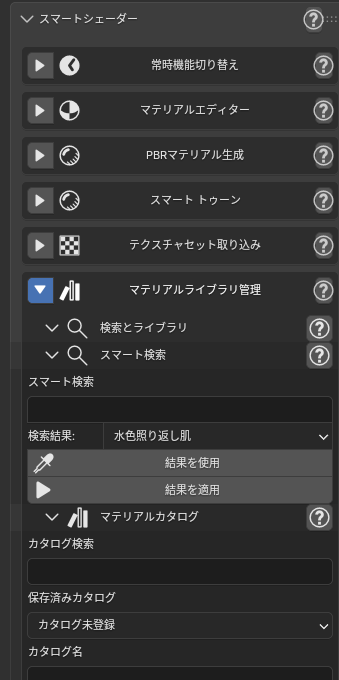 スマートシェーダー
常時機能切り替え
マテリアルエディター
PBRマテリアル生成
スマート トゥーン
テクスチャセット取り込み
マテリアルライブラリ管理
検索とライブラリ
スマート検索
スマート検索
検索結果: 水色照り返し肌
結果を使用
結果を適用
マテリアルカタログ
カタログ検索
保存済みカタログ
カタログ未登録
カタログ名